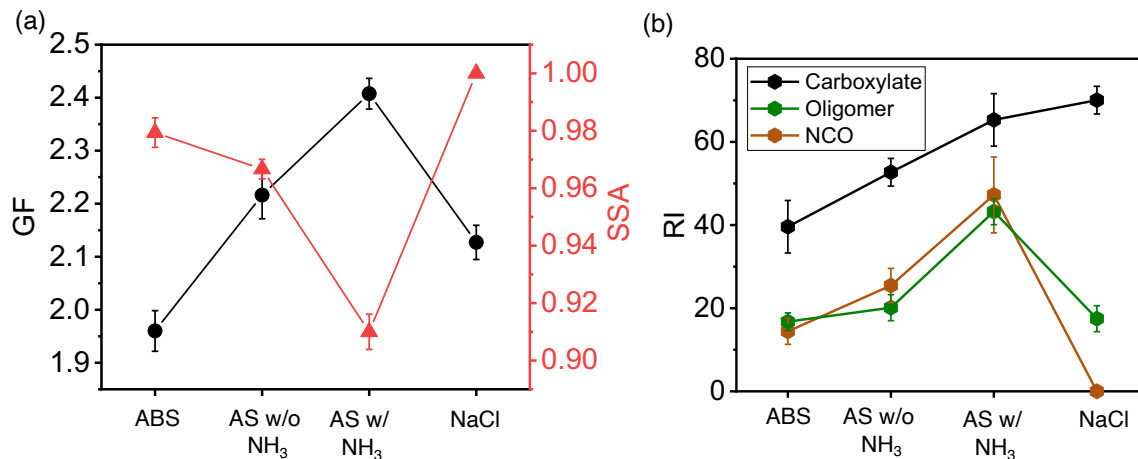 (a)
2.5
2.4
2.3
2.2
2.1
2.0
1.9
GF
1.00
0.98
0.96
0.94
0.92
0.90
SSA
ABS
AS w/o
NH₃
AS w/
NH₃
NaCl
(b)
80
60
40
20
0
RI
Carboxylate
Oligomer
NCO
ABS
AS w/o
NH₃
AS w/
NH₃
NaCl